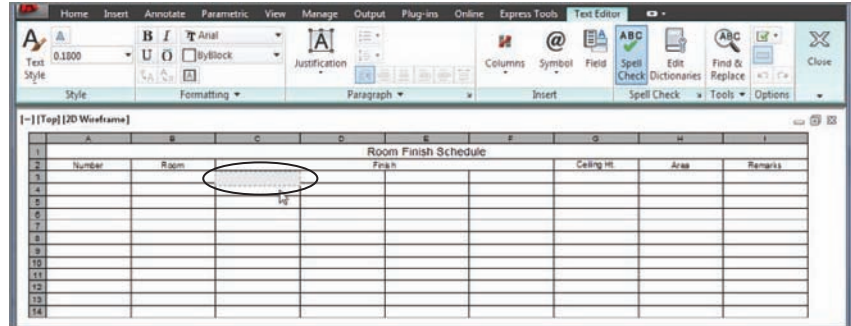 Home Insert Annotate Parametric View Manage Output Plug-ins Online Express Tools Text Editor
A Text Style
A 0.1800
B I Arial
U O ByBlock
A Justification
Columns
@ Symbol
Field
ABC Spell Check
Edit Dictionaries
ABC Find & Replace
Close
Style Formatting Paragraph Insert Spell Check Tools Options
[−] [Top] [2D Wireframe]
A B C D E F G H I
1 Room Finish Schedule
2 Number Room Finish Ceiling Ht. Area Remarks
3
4
5
6
7
8
9
10
11
12
13
14